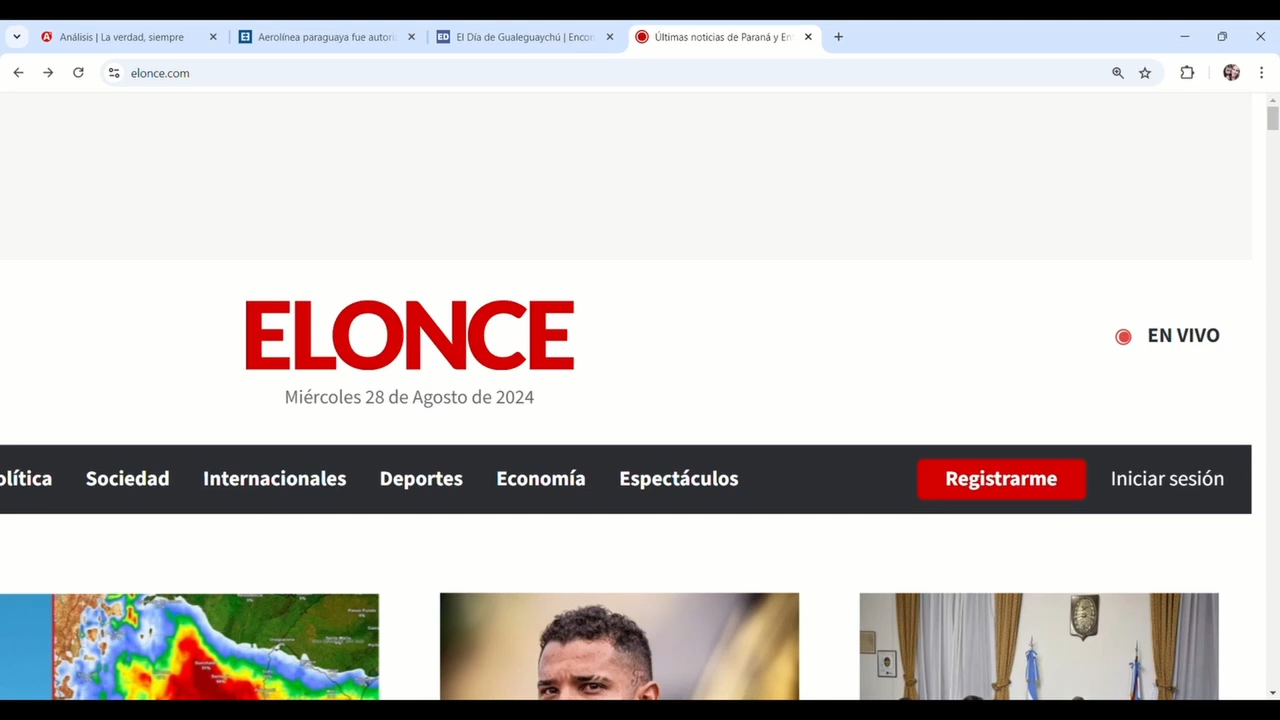 Análisis | La verdad, siempre
Aerolínea paraguaya fue autori
El Día de Gualeguaychú | Encon
Últimas noticias de Paraná y En
elonce.com
ELONCE
EN VIVO
Miércoles 28 de Agosto de 2024
olítica Sociedad Internacionales Deportes Economía Espectáculos Registrarme Iniciar sesión